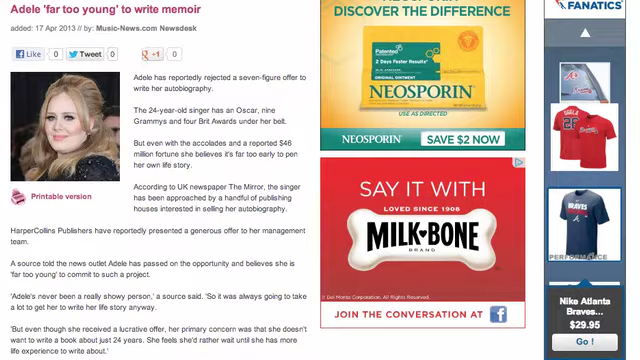 Adele 'far too young' to write memoir
added: 17 Apr 2013 // by: Music-News.com Newsdesk
Like 0 Tweet 0 +1 0
Adele has reportedly rejected a seven-figure offer to
write her autobiography.
The 24-year-old singer has an Oscar, nine
Grammys and four Brit Awards under her belt.
But even with the accolades and a reported $46
million fortune she believes it's far too early to pen
her own life story.
According to UK newspaper The Mirror, the singer
has been approached by a handful of publishing
houses interested in selling her autobiography.
Printable version
HarperCollins Publishers have reportedly presented a generous offer to her management
team.
A source told the news outlet Adele has passed on the opportunity and believes she is
'far too young' to commit to such a project.
'Adele's never been a really showy person,' a source said. 'So it was always going to take
a lot to get her to write her life story anyway.
'But even though she received a lucrative offer, her primary concern was that she doesn't
want to write a book about just 24 years. She feels she'd rather wait until she has more
life experience to write about.'
DISCOVER THE DIFFERENCE
Patented
2 Days Faster Results*
ORIGINAL OINTMENT
NEOSPORIN
USE AS DIRECTED
NEOSPORIN SAVE $2 NOW
SAY IT WITH
LOVED SINCE 1908
MILK-BONE
BRAND
Del Monte Corporation. All Rights Reserved.
JOIN THE CONVERSATION AT f
FANATICS
BRAVES
PERFORMANCE
Nike Atlanta
Braves...
$29.95
Go !